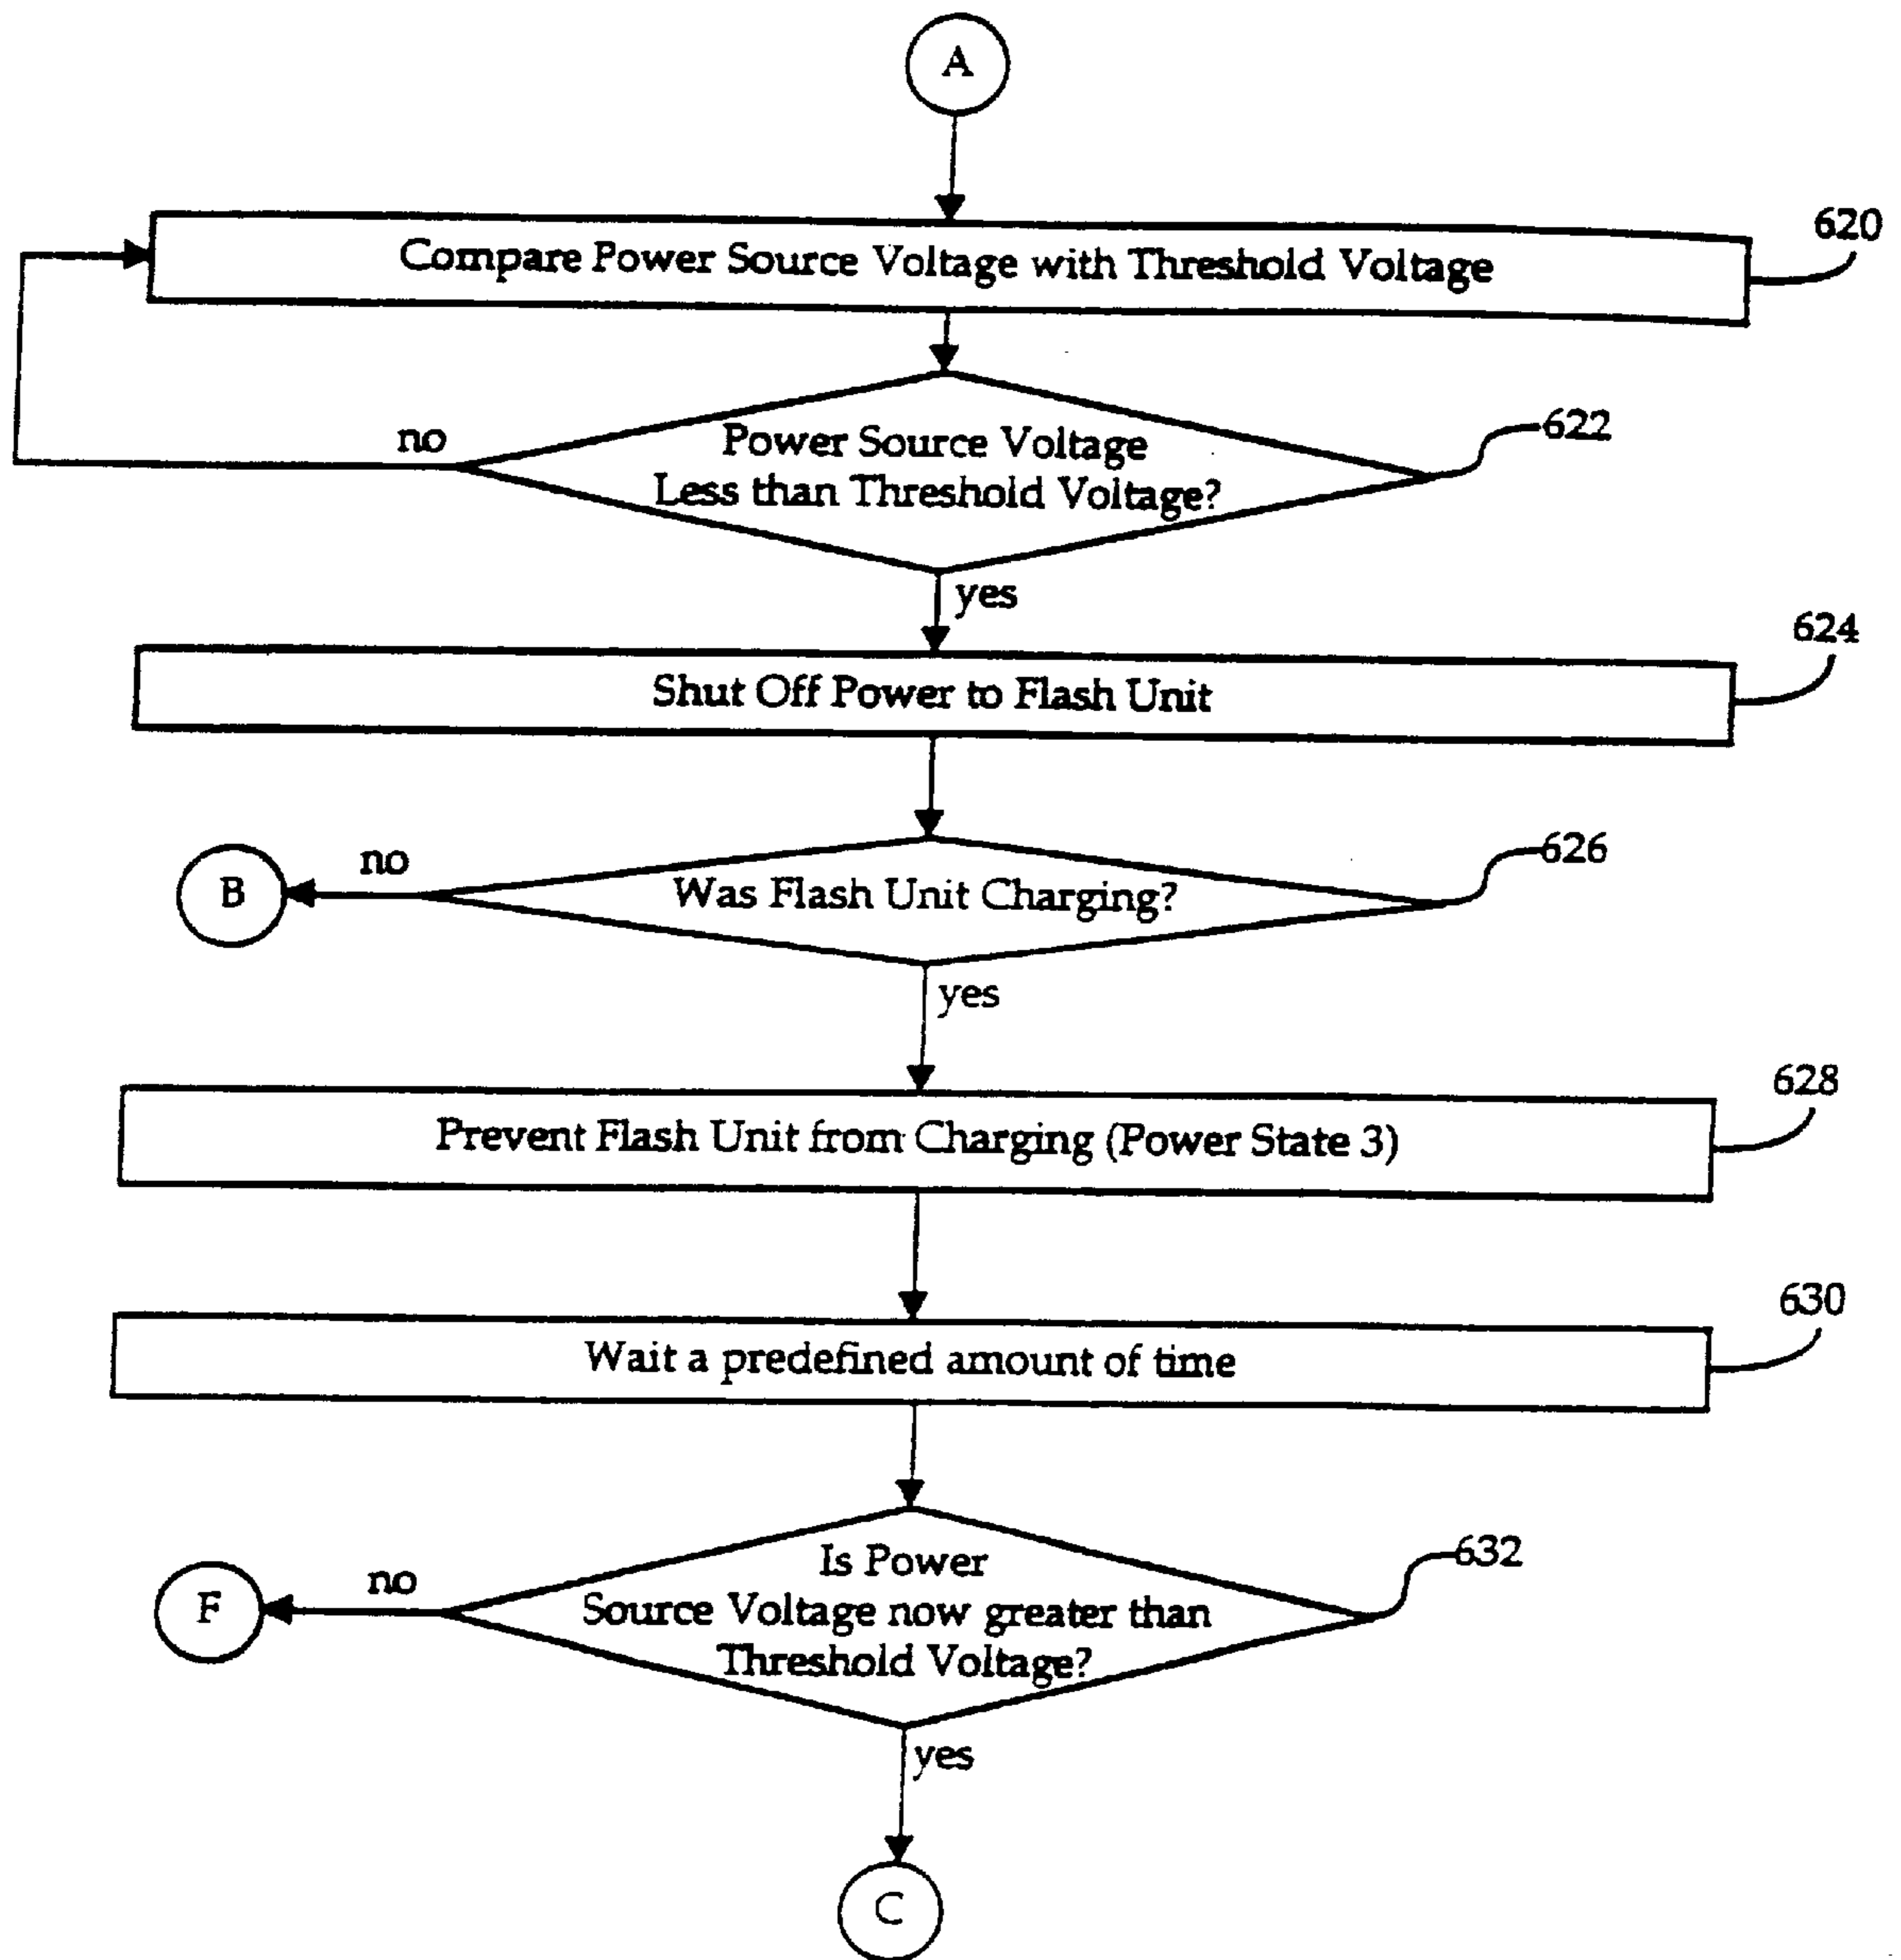 A
620
Compare Power Source Voltage with Threshold Voltage
622
no
Power Source Voltage
Less than Threshold Voltage?
yes
624
Shut Off Power to Flash Unit
626
no
B
Was Flash Unit Charging?
yes
628
Prevent Flash Unit from Charging (Power State 3)
630
Wait a predefined amount of time
632
Is Power
no
F
Source Voltage now greater than
Threshold Voltage?
yes
C